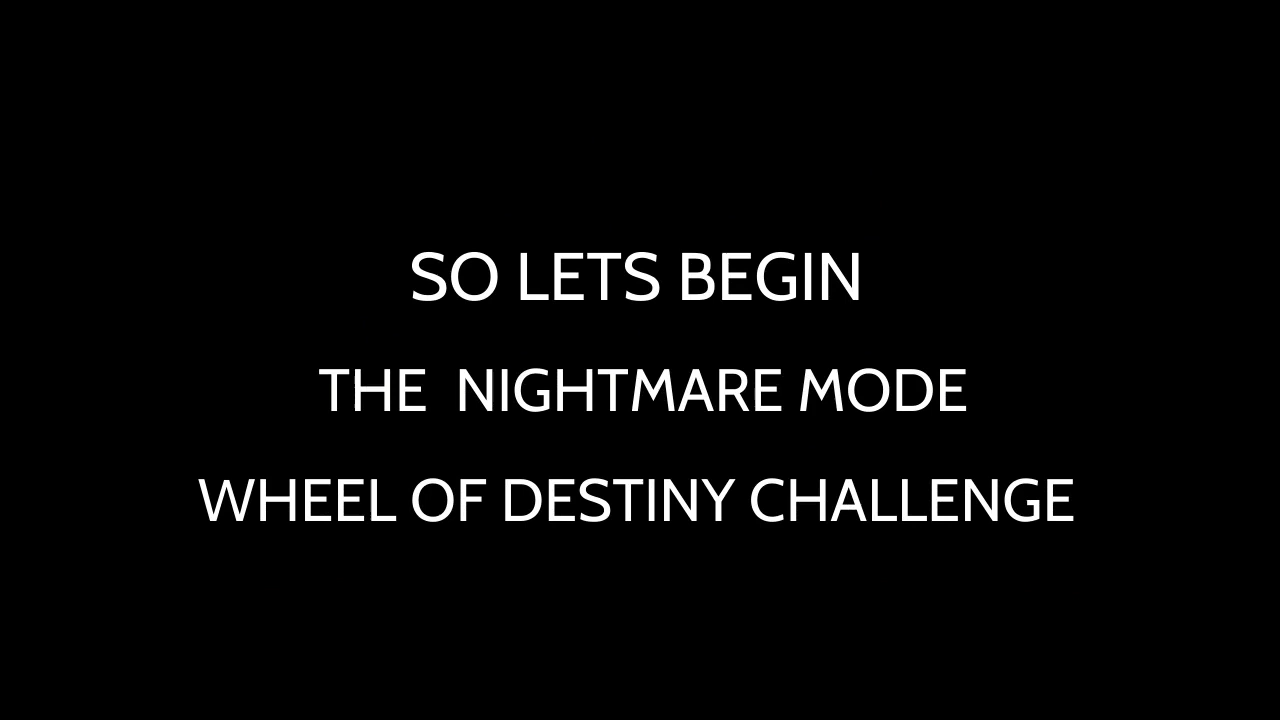 SO LETS BEGIN
THE  NIGHTMARE MODE
WHEEL OF DESTINY CHALLENGE